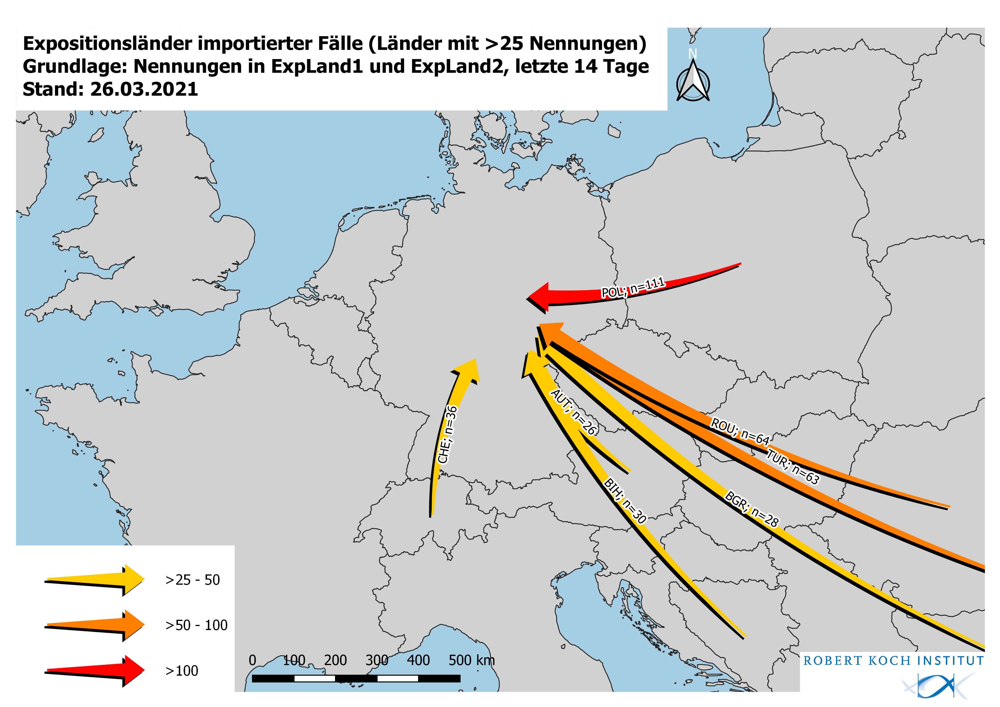 Expositionsländer importierter Fälle (Länder mit >25 Nennungen)
Grundlage: Nennungen in ExpLand1 und ExpLand2, letzte 14 Tage
Stand: 26.03.2021
N
POL; n=111
AUT; n=26
CHE; n=36
ROU; n=64
TUR; n=63
BIH; n=30
BGR; n=28
>25 - 50
>50 - 100
>100
0 100 200 300 400 500 km
ROBERT KOCH INSTITUT